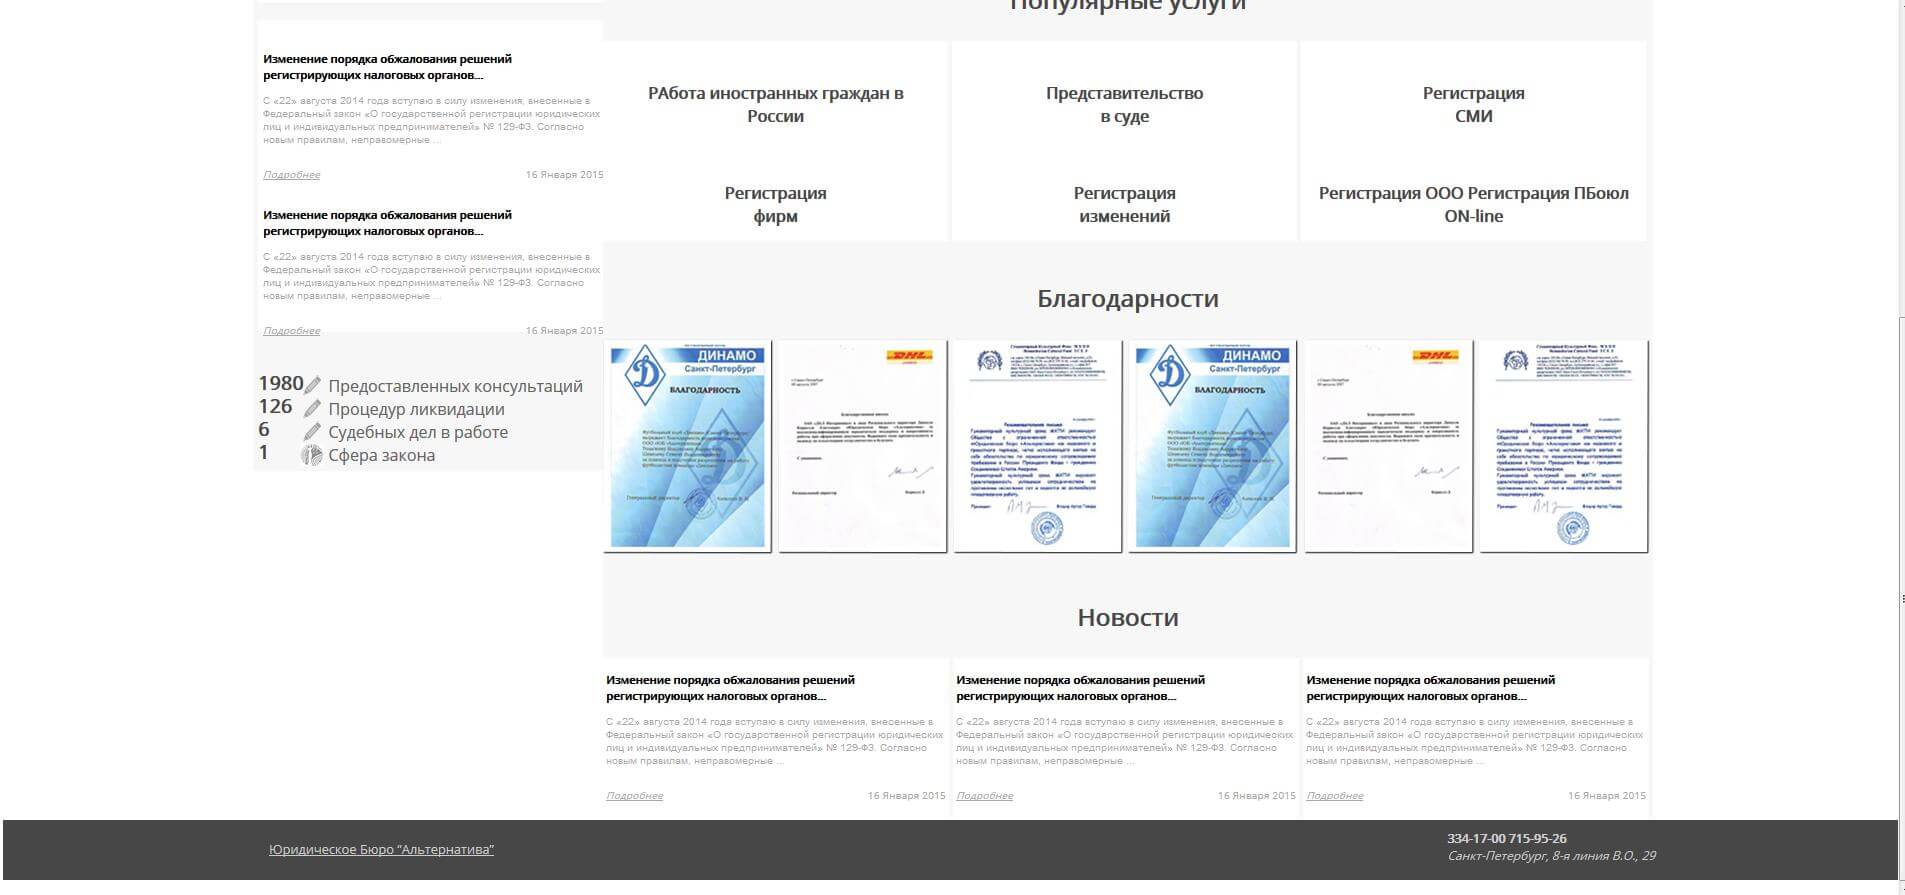 Популярные услуги
Изменение порядка обжалования решений
регистрирующих налоговых органов...
С «22» августа 2014 года вступаю в силу изменения, внесенные в
Федеральный закон «О государственной регистрации юридических
лиц и индивидуальных предпринимателей» № 129-ФЗ. Согласно
новым правилам, неправомерные ...
Подробнее 16 Января 2015
Изменение порядка обжалования решений
регистрирующих налоговых органов...
С «22» августа 2014 года вступаю в силу изменения, внесенные в
Федеральный закон «О государственной регистрации юридических
лиц и индивидуальных предпринимателей» № 129-ФЗ. Согласно
новым правилам, неправомерные ...
Подробнее 16 Января 2015
1980 Предоставленных консультаций
126 Процедур ликвидации
6 Судебных дел в работе
1 Сфера закона
РАбота иностранных граждан в
России
Представительство
в суде
Регистрация
СМИ
Регистрация
фирм
Регистрация
изменений
Регистрация ООО Регистрация ПБоюл
ON-line
Благодарности
ДИНАМО
Санкт-Петербург
БЛАГОДАРНОСТЬ
Генеральный директор
DHL
Благодарственное письмо
Рекомендательное письмо
ДИНАМО
Санкт-Петербург
БЛАГОДАРНОСТЬ
Генеральный директор
DHL
Благодарственное письмо
Рекомендательное письмо
Новости
Изменение порядка обжалования решений
регистрирующих налоговых органов...
С «22» августа 2014 года вступаю в силу изменения, внесенные в
Федеральный закон «О государственной регистрации юридических
лиц и индивидуальных предпринимателей» № 129-ФЗ. Согласно
новым правилам, неправомерные ...
Подробнее 16 Января 2015
Изменение порядка обжалования решений
регистрирующих налоговых органов...
С «22» августа 2014 года вступаю в силу изменения, внесенные в
Федеральный закон «О государственной регистрации юридических
лиц и индивидуальных предпринимателей» № 129-ФЗ. Согласно
новым правилам, неправомерные ...
Подробнее 16 Января 2015
Изменение порядка обжалования решений
регистрирующих налоговых органов...
С «22» августа 2014 года вступаю в силу изменения, внесенные в
Федеральный закон «О государственной регистрации юридических
лиц и индивидуальных предпринимателей» № 129-ФЗ. Согласно
новым правилам, неправомерные ...
Подробнее 16 Января 2015
Юридическое Бюро “Альтернатива”
334-17-00 715-95-26
Санкт-Петербург, 8-я линия В.О., 29